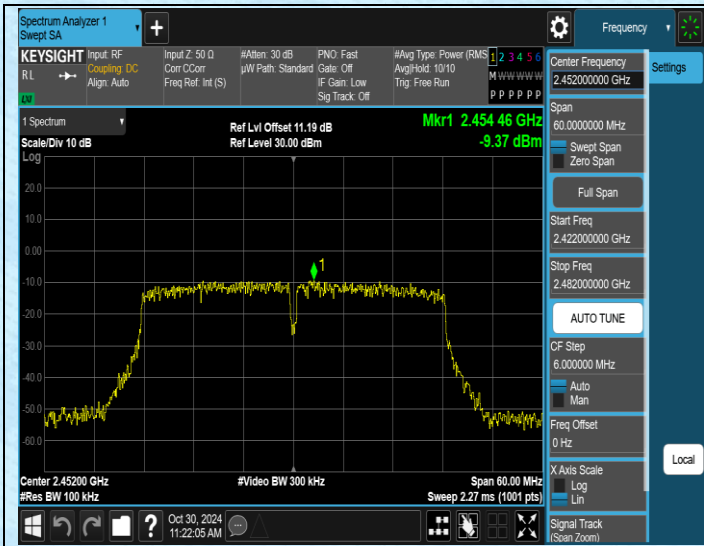 Spectrum Analyzer 1
Swept SA
+
Frequency
KEYSIGHT
RL
LXI
Input: RF
Coupling: DC
Align: Auto
Input Z: 50 Ω
Corr CCorr
Freq Ref: Int (S)
#Atten: 30 dB
µW Path: Standard
PNO: Fast
Gate: Off
IF Gain: Low
Sig Track: Off
#Avg Type: Power (RMS
Avg|Hold: 10/10
Trig: Free Run
1 2 3 4 5 6
M W W W W W
P P P P P P
1 Spectrum
Scale/Div 10 dB
Log
Ref Lvl Offset 11.19 dB
Ref Level 30.00 dBm
Mkr1 2.454 46 GHz
-9.37 dBm
20.0
10.0
0.00
-10.0
-20.0
-30.0
-40.0
-50.0
-60.0
1
Center 2.45200 GHz
#Res BW 100 kHz
#Video BW 300 kHz
Span 60.00 MHz
Sweep 2.27 ms (1001 pts)
?
Oct 30, 2024
11:22:05 AM
Center Frequency
2.452000000 GHz
Span
60.0000000 MHz
Swept Span
Zero Span
Full Span
Start Freq
2.422000000 GHz
Stop Freq
2.482000000 GHz
AUTO TUNE
CF Step
6.000000 MHz
Auto
Man
Freq Offset
0 Hz
X Axis Scale
Log
Lin
Signal Track
(Span Zoom)
Settings
Local